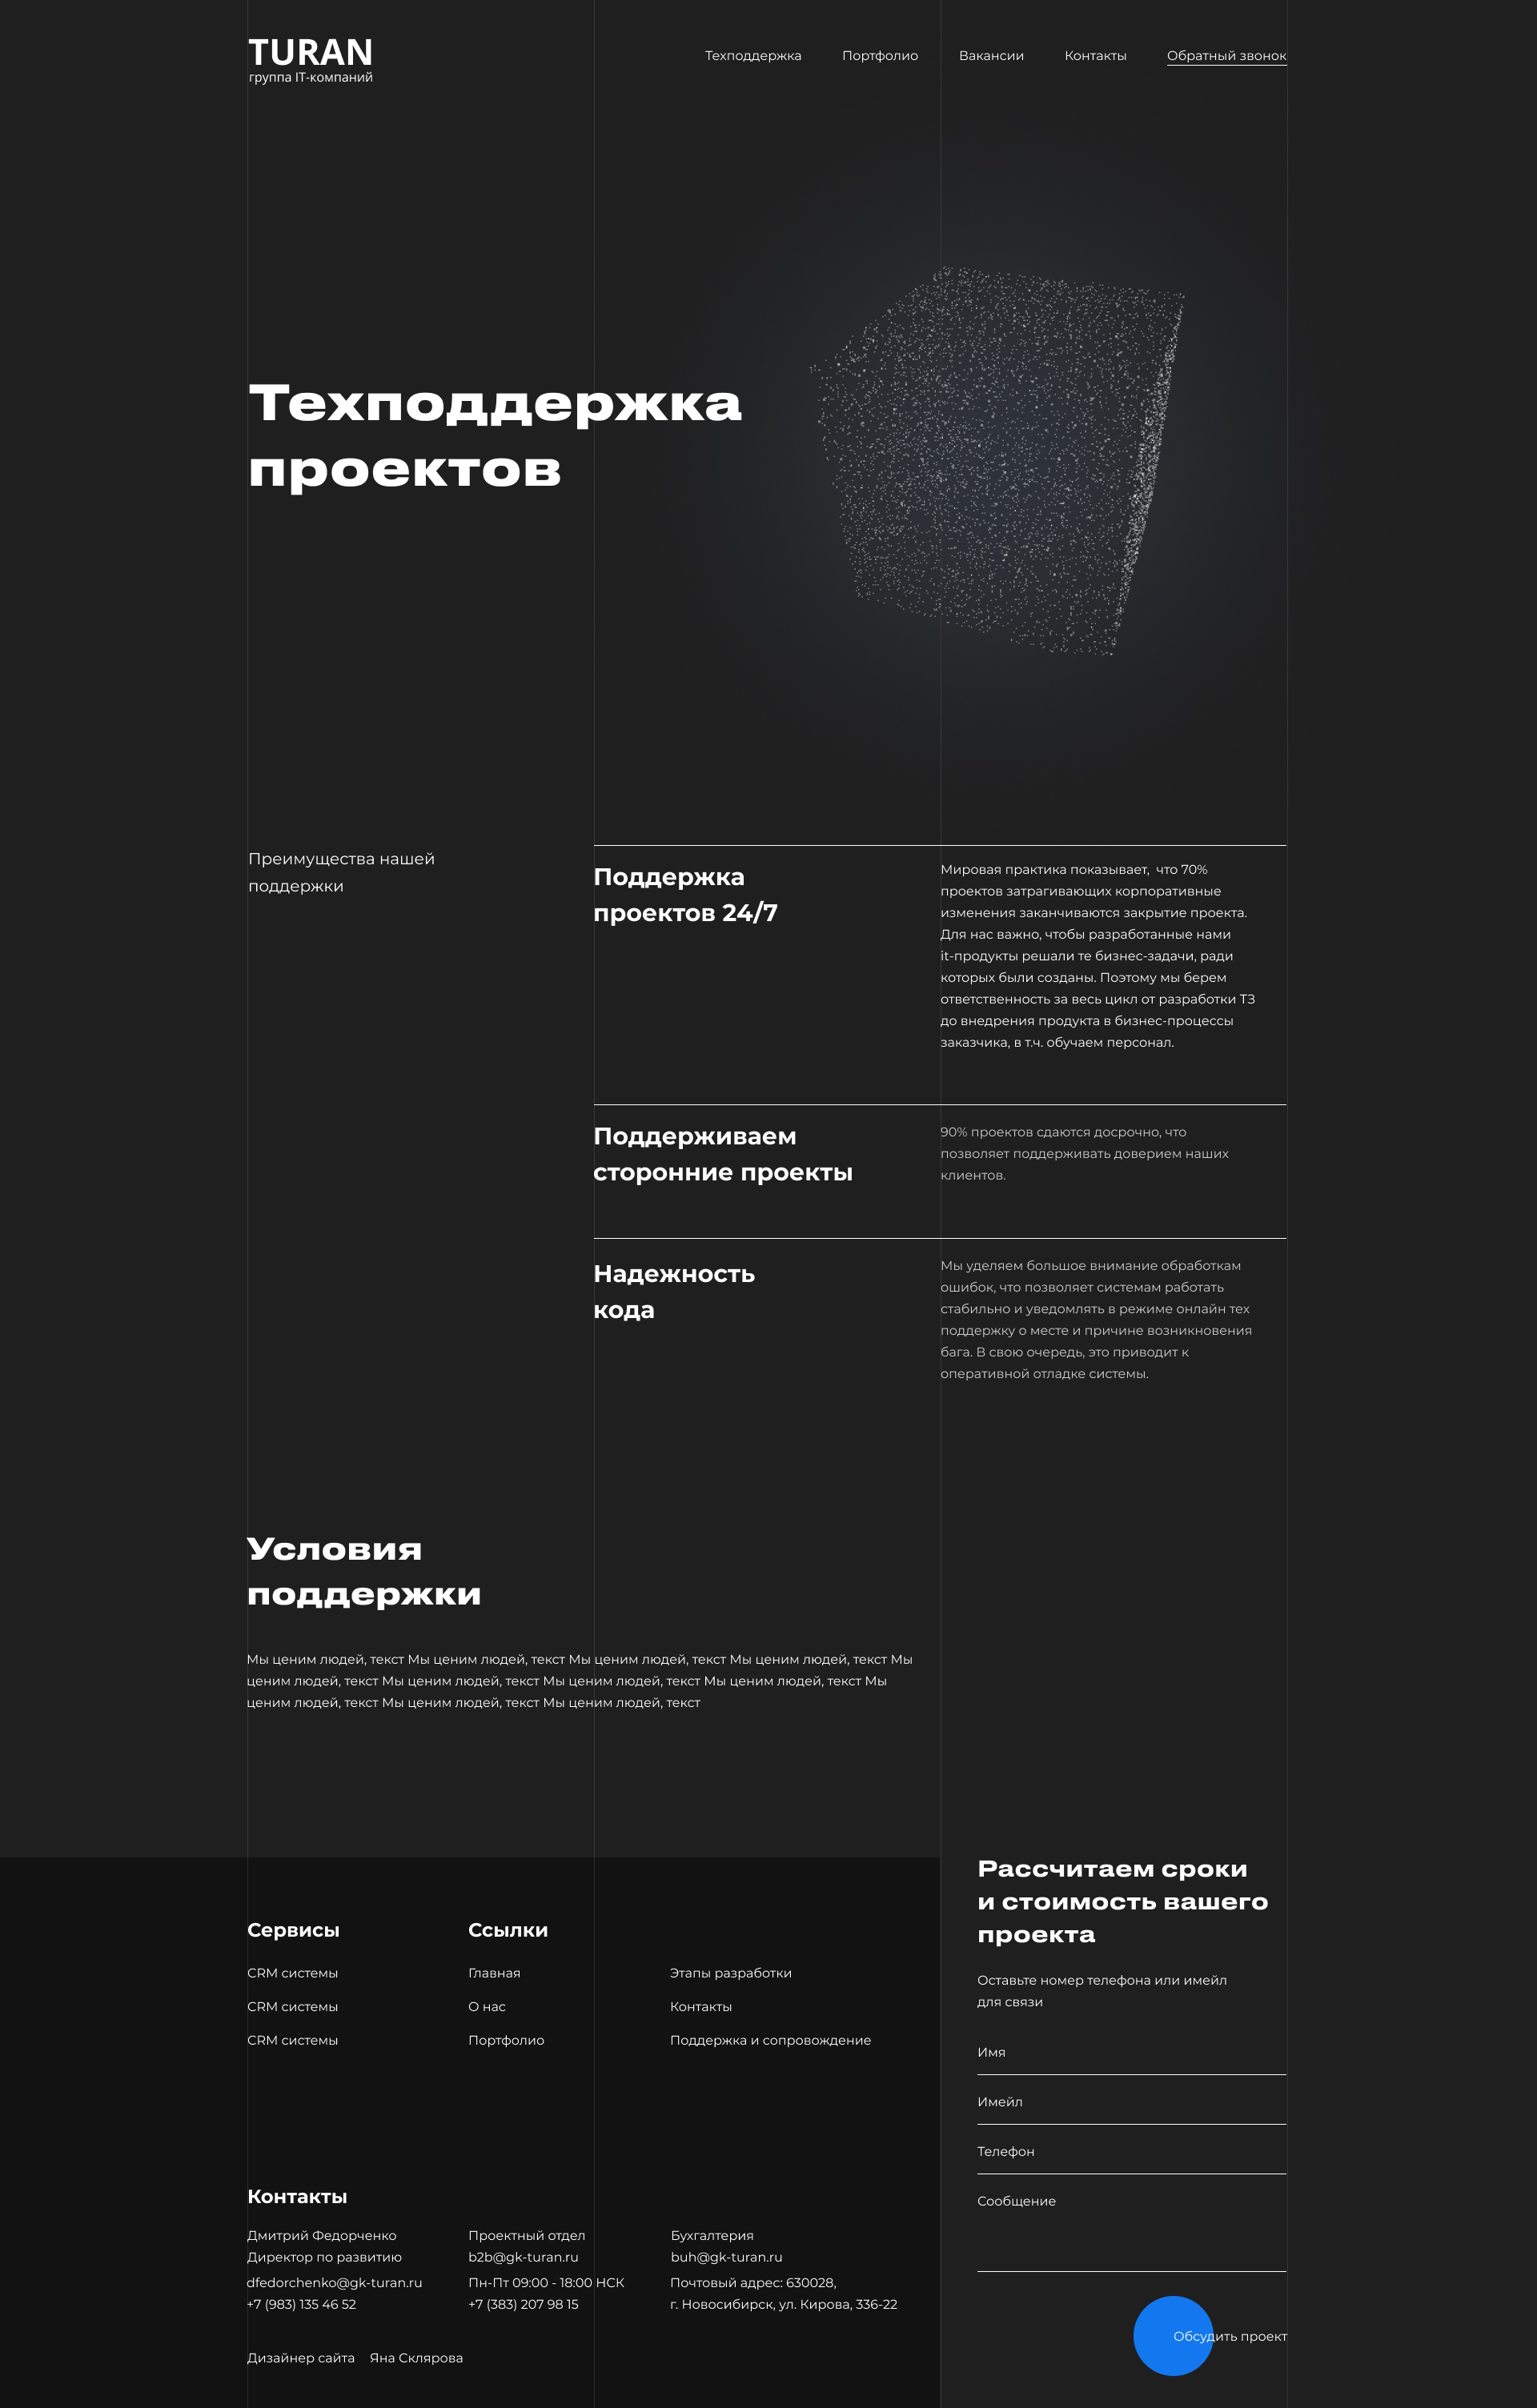 TURAN
группа IT-компаний
Техподдержка
Портфолио
Вакансии
Контакты
Обратный звонок
Техподдержка
проектов
Преимущества нашей
поддержки
Поддержка
проектов 24/7
Мировая практика показывает,  что 70%
проектов затрагивающих корпоративные
изменения заканчиваются закрытие проекта.
Для нас важно, чтобы разработанные нами
it-продукты решали те бизнес-задачи, ради
которых были созданы. Поэтому мы берем
ответственность за весь цикл от разработки ТЗ
до внедрения продукта в бизнес-процессы
заказчика, в т.ч. обучаем персонал.
Поддерживаем
сторонние проекты
90% проектов сдаются досрочно, что
позволяет поддерживать доверием наших
клиентов.
Надежность
кода
Мы уделяем большое внимание обработкам
ошибок, что позволяет системам работать
стабильно и уведомлять в режиме онлайн тех
поддержку о месте и причине возникновения
бага. В свою очередь, это приводит к
оперативной отладке системы.
Условия
поддержки
Мы ценим людей, текст Мы ценим людей, текст Мы ценим людей, текст Мы ценим людей, текст Мы
ценим людей, текст Мы ценим людей, текст Мы ценим людей, текст Мы ценим людей, текст Мы
ценим людей, текст Мы ценим людей, текст Мы ценим людей, текст
Сервисы
CRM системы
CRM системы
CRM системы
Ссылки
Главная
О нас
Портфолио
Этапы разработки
Контакты
Поддержка и сопровождение
Контакты
Дмитрий Федорченко
Директор по развитию
dfedorchenko@gk-turan.ru
+7 (983) 135 46 52
Проектный отдел
b2b@gk-turan.ru
Пн-Пт 09:00 - 18:00 НСК
+7 (383) 207 98 15
Бухгалтерия
buh@gk-turan.ru
Почтовый адрес: 630028,
г. Новосибирск, ул. Кирова, 336-22
Дизайнер сайта Яна Склярова
Рассчитаем сроки
и стоимость вашего
проекта
Оставьте номер телефона или имейл
для связи
Имя
Имейл
Телефон
Сообщение
Обсудить проект